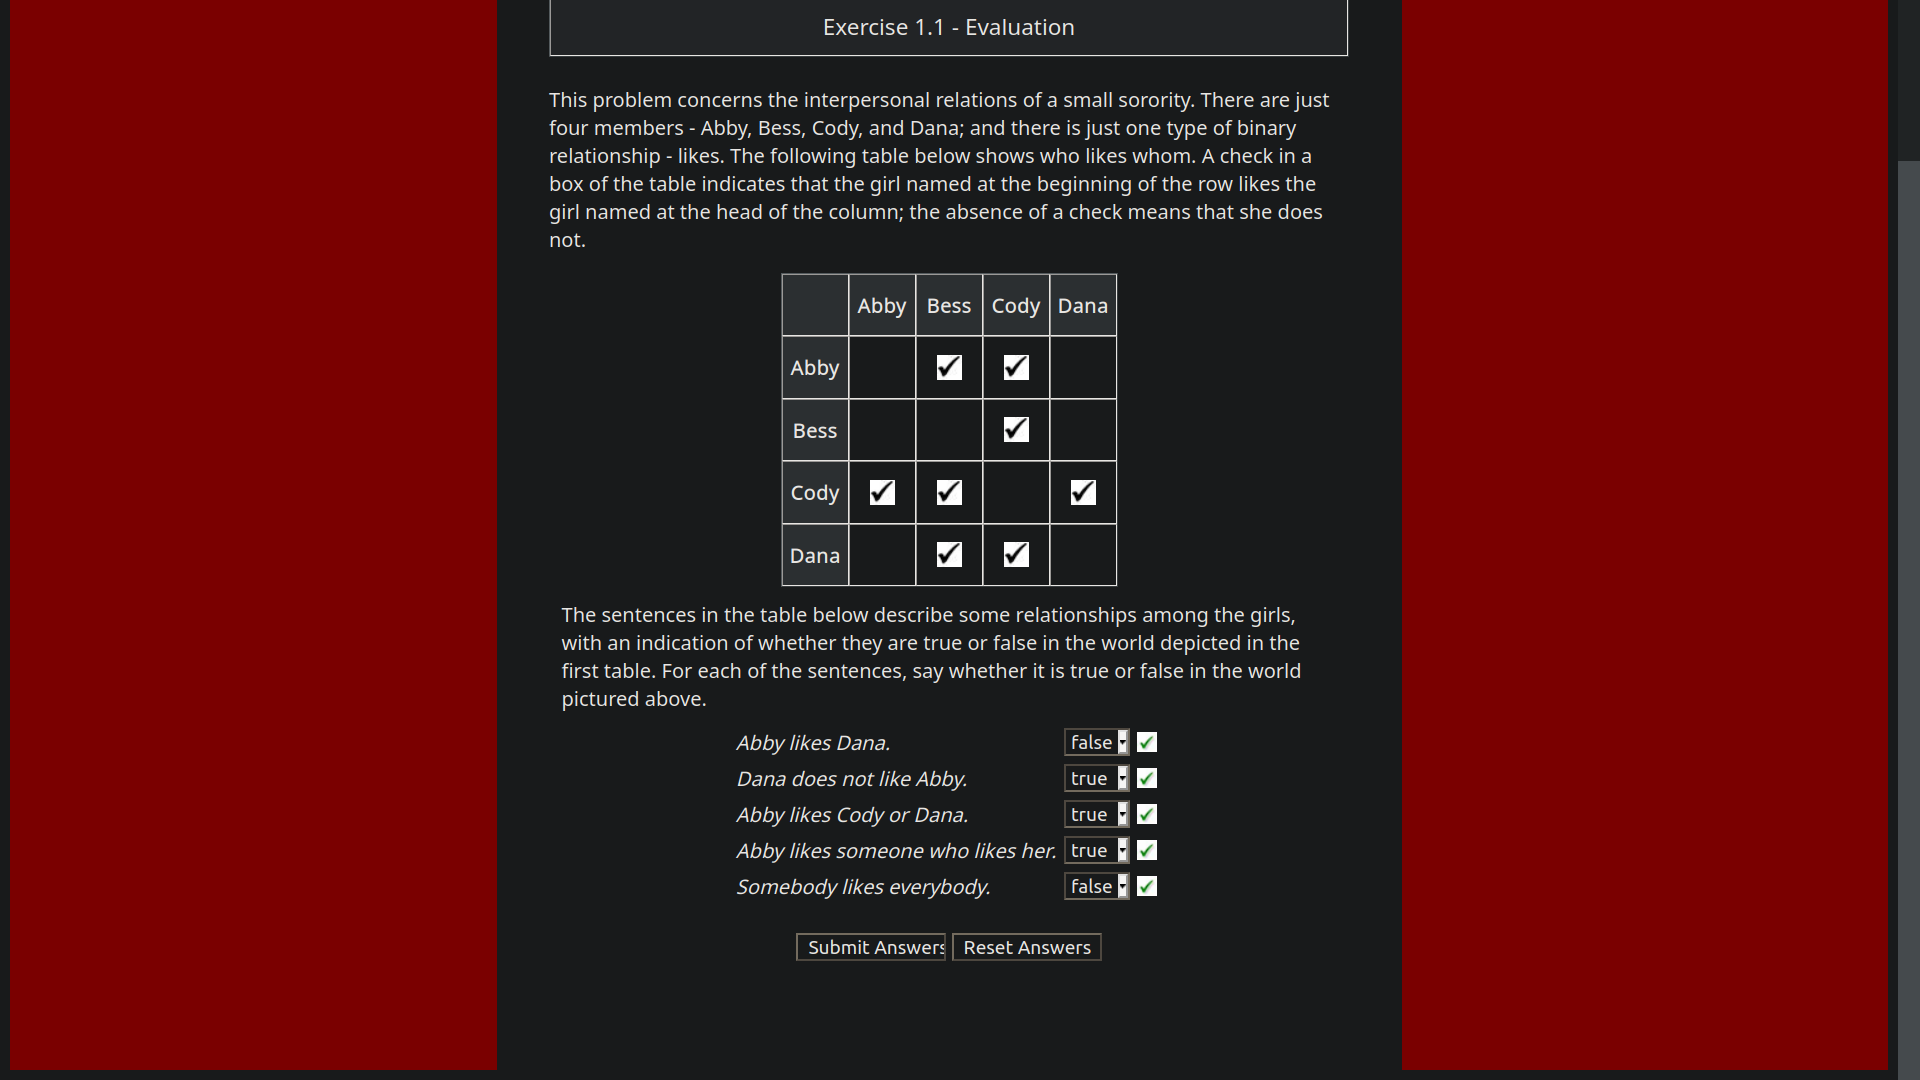 Exercise 1.1 - Evaluation
This problem concerns the interpersonal relations of a small sorority. There are just
four members - Abby, Bess, Cody, and Dana; and there is just one type of binary
relationship - likes. The following table below shows who likes whom. A check in a
box of the table indicates that the girl named at the beginning of the row likes the
girl named at the head of the column; the absence of a check means that she does
not.
Abby Bess Cody Dana
Abby
Bess
Cody
Dana
The sentences in the table below describe some relationships among the girls,
with an indication of whether they are true or false in the world depicted in the
first table. For each of the sentences, say whether it is true or false in the world
pictured above.
Abby likes Dana. false
Dana does not like Abby. true
Abby likes Cody or Dana. true
Abby likes someone who likes her. true
Somebody likes everybody. false
Submit Answers Reset Answers